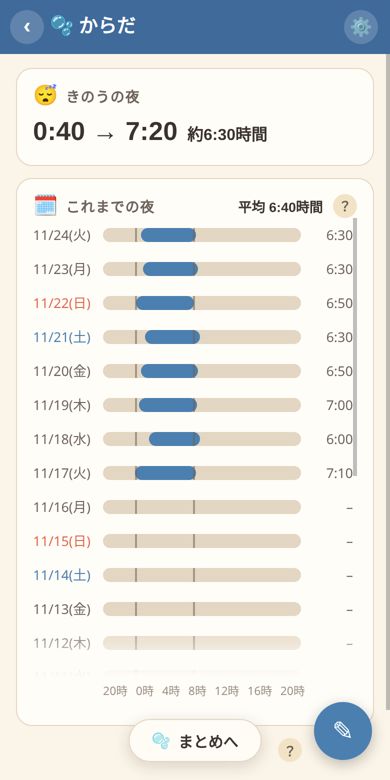 からだ
きのうの夜
0:40 → 7:20 約6:30時間
これまでの夜 平均 6:40時間 ?
11/24(火) 6:30
11/23(月) 6:30
11/22(日) 6:50
11/21(土) 6:30
11/20(金) 6:50
11/19(木) 7:00
11/18(水) 6:00
11/17(火) 7:10
11/16(月) –
11/15(日) –
11/14(土) –
11/13(金) –
11/12(木) –
20時 0時 4時 8時 12時 16時 20時
まとめへ ?